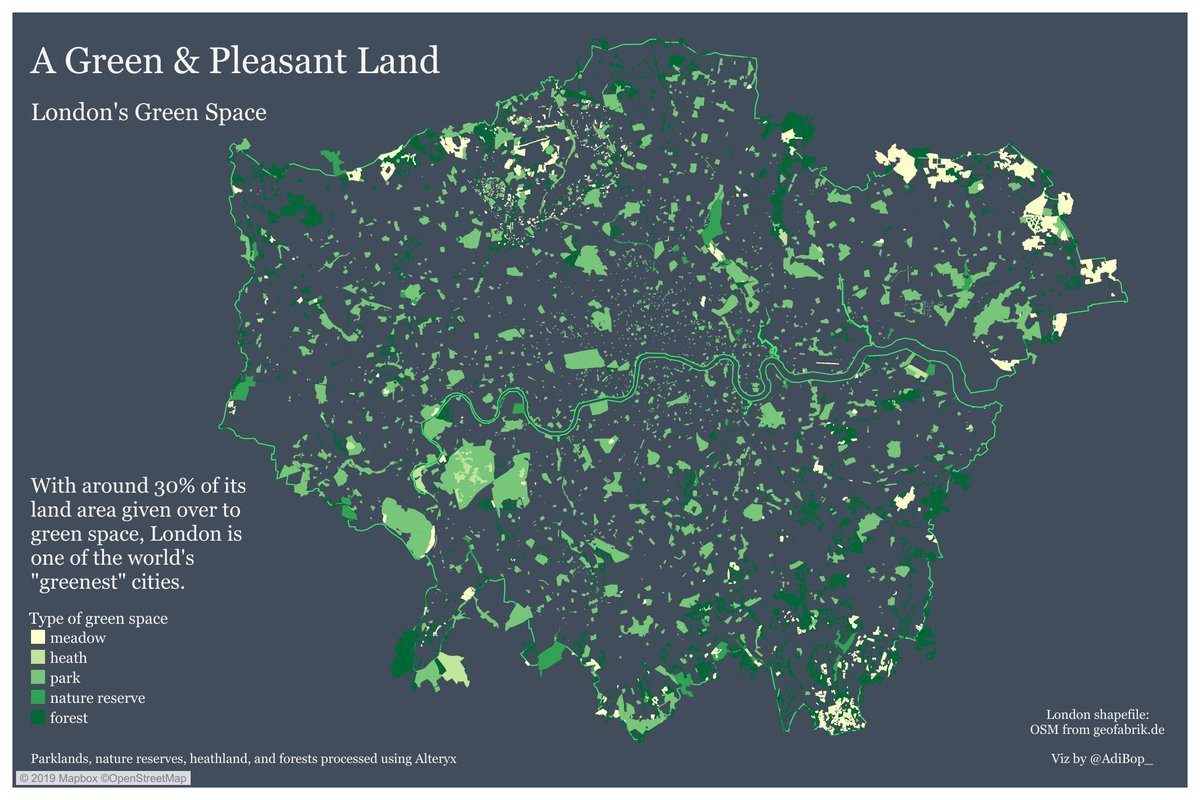 A Green & Pleasant Land
London's Green Space
With around 30% of its
land area given over to
green space, London is
one of the world's
"greenest" cities.
Type of green space
meadow
heath
park
nature reserve
forest
London shapefile:
OSM from geofabrik.de
Parklands, nature reserves, heathland, and forests processed using Alteryx
Viz by @AdiBop_
© 2019 Mapbox ©OpenStreetMap